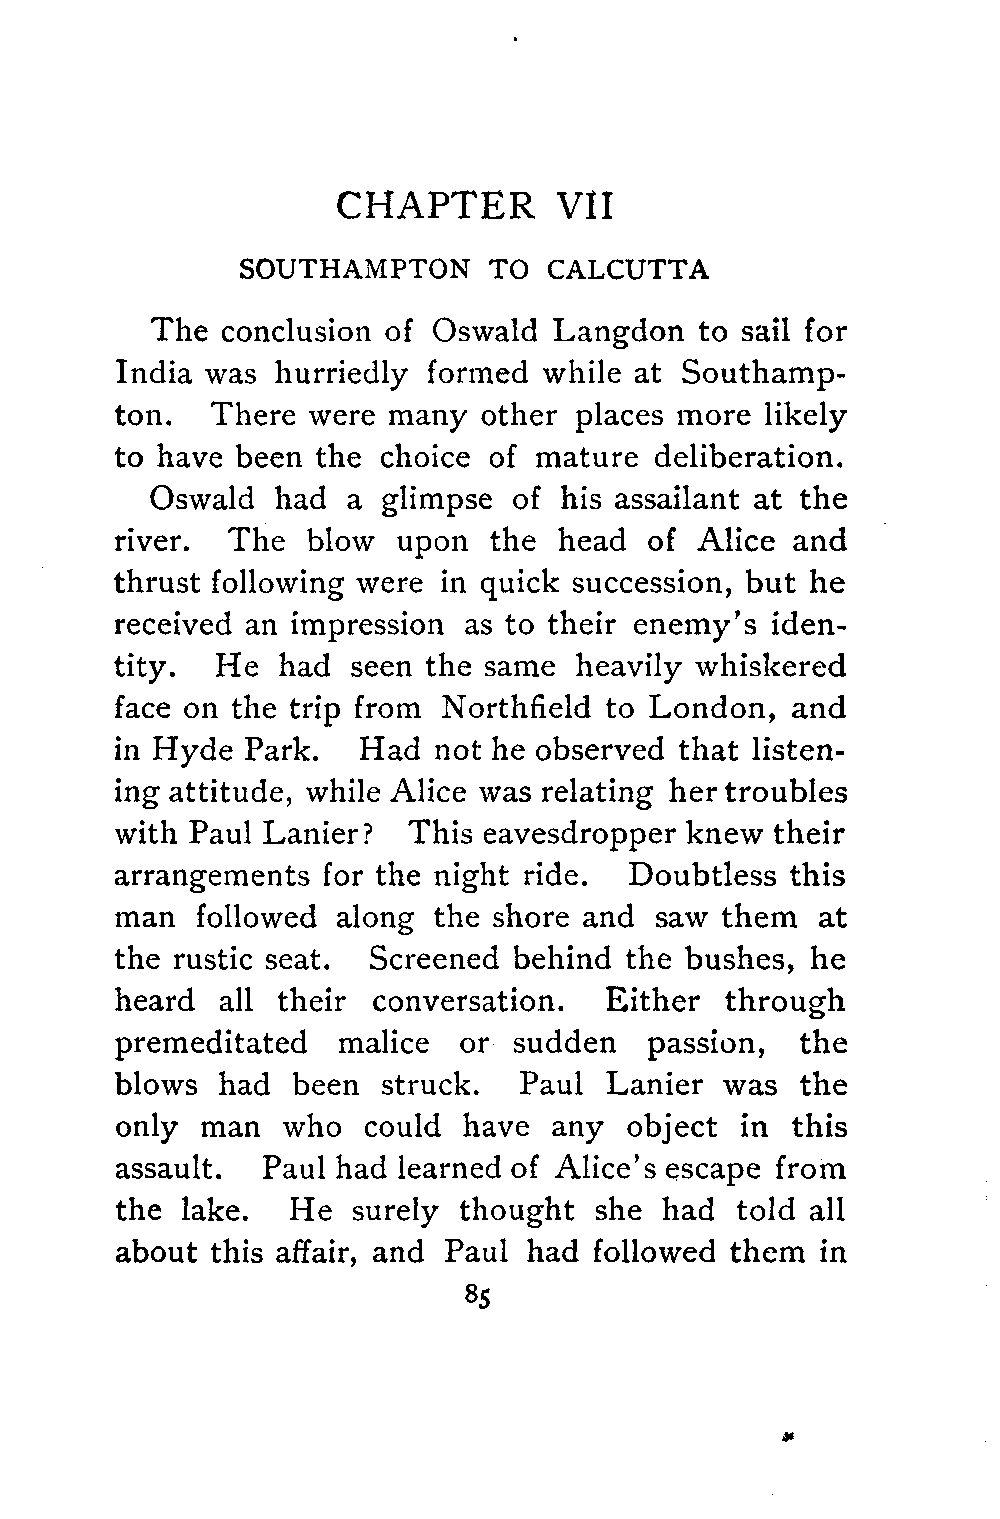 CHAPTER VII
SOUTHAMPTON TO CALCUTTA
The conclusion of Oswald Langdon to sail for
India was hurriedly formed while at Southamp-
ton. There were many other places more likely
to have been the choice of mature deliberation.
Oswald had a glimpse of his assailant at the
river. The blow upon the head of Alice and
thrust following were in quick succession, but he
received an impression as to their enemy's iden-
tity. He had seen the same heavily whiskered
face on the trip from Northfield to London, and
in Hyde Park. Had not he observed that listen-
ing attitude, while Alice was relating her troubles
with Paul Lanier? This eavesdropper knew their
arrangements for the night ride. Doubtless this
man followed along the shore and saw them at
the rustic seat. Screened behind the bushes, he
heard all their conversation. Either through
premeditated malice or sudden passion, the
blows had been struck. Paul Lanier was the
only man who could have any object in this
assault. Paul had learned of Alice's escape from
the lake. He surely thought she had told all
about this affair, and Paul had followed them in
85